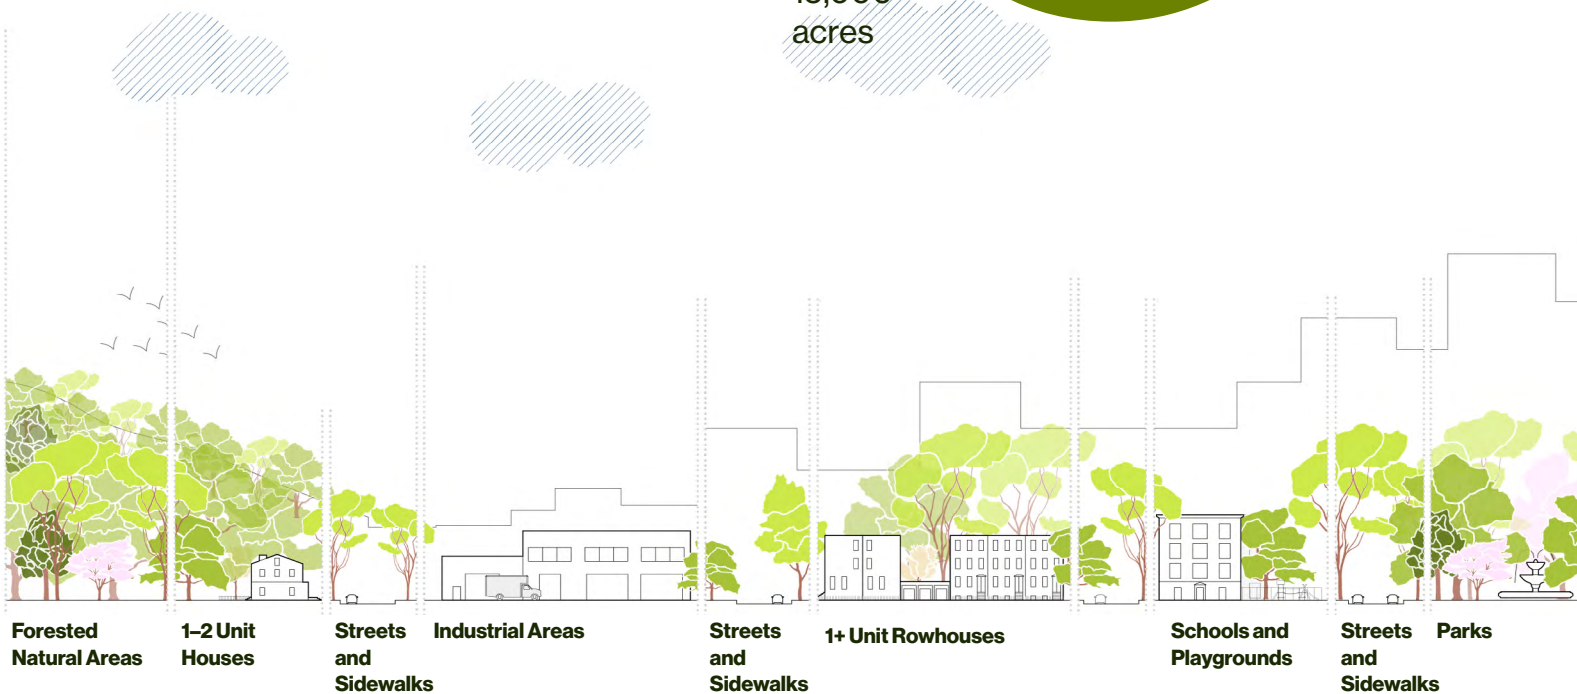 acres
Forested
Natural Areas
1–2 Unit
Houses
Streets
and
Sidewalks
Industrial Areas
Streets
and
Sidewalks
1+ Unit Rowhouses
Schools and
Playgrounds
Streets
and
Sidewalks
Parks